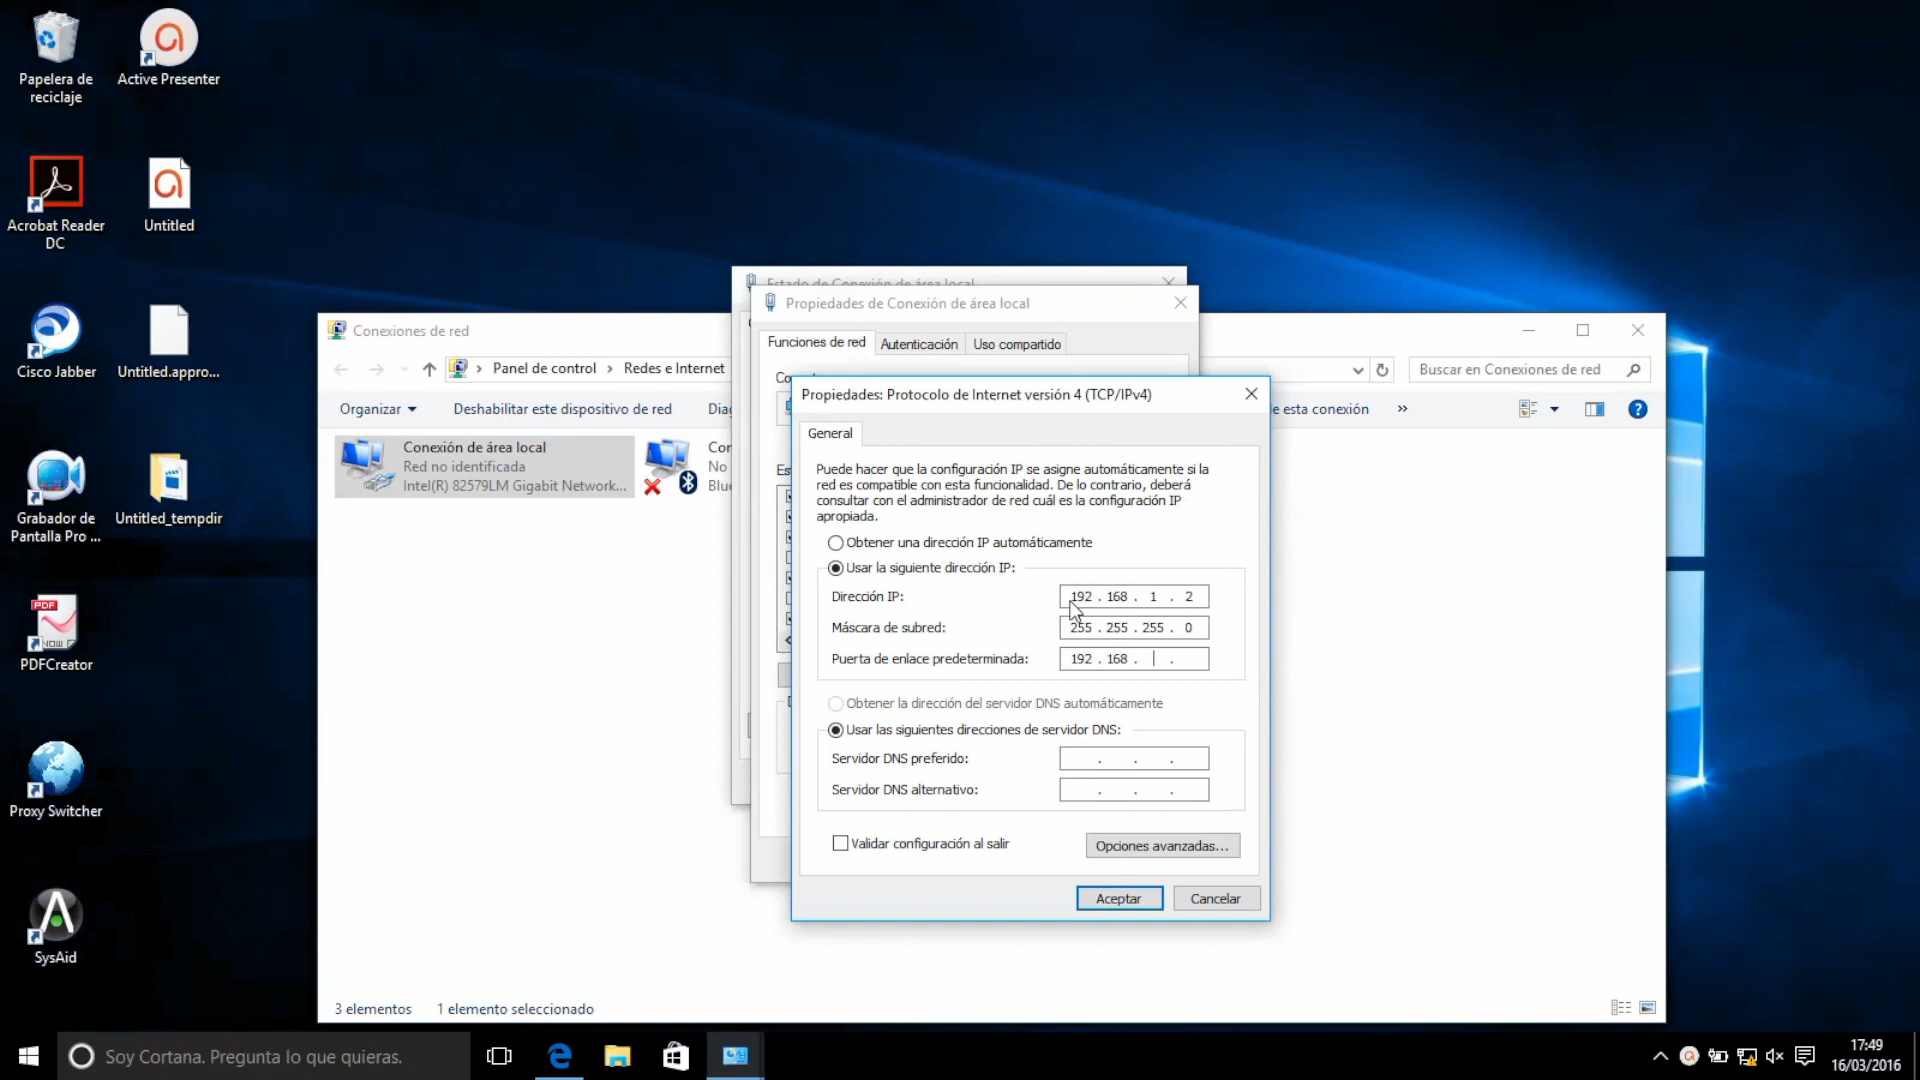 Papelera de
reciclaje
Active Presenter
Acrobat Reader
DC
Untitled
Cisco Jabber
Untitled.appro...
Grabador de
Pantalla Pro ...
Untitled_tempdir
PDF
NOW
PDFCreator
Proxy Switcher
SysAid
Estado de Conexión de área local
Propiedades de Conexión de área local
Funciones de red
Autenticación
Uso compartido
Conexiones de red
Panel de control
Redes e Internet
Buscar en Conexiones de red
Organizar
Deshabilitar este dispositivo de red
e esta conexión
»
Conexión de área local
Red no identificada
Intel(R) 82579LM Gigabit Network...
Propiedades: Protocolo de Internet versión 4 (TCP/IPv4)
General
Puede hacer que la configuración IP se asigne automáticamente si la
red es compatible con esta funcionalidad. De lo contrario, deberá
consultar con el administrador de red cuál es la configuración IP
apropiada.
Obtener una dirección IP automáticamente
Usar la siguiente dirección IP:
Dirección IP: 192 . 168 . 1 . 2
Máscara de subred: 255 . 255 . 255 . 0
Puerta de enlace predeterminada: 192 . 168 . .
Obtener la dirección del servidor DNS automáticamente
Usar las siguientes direcciones de servidor DNS:
Servidor DNS preferido: . . .
Servidor DNS alternativo: . . .
Validar configuración al salir
Opciones avanzadas...
Aceptar
Cancelar
3 elementos
1 elemento seleccionado
Soy Cortana. Pregunta lo que quieras.
17:49
16/03/2016